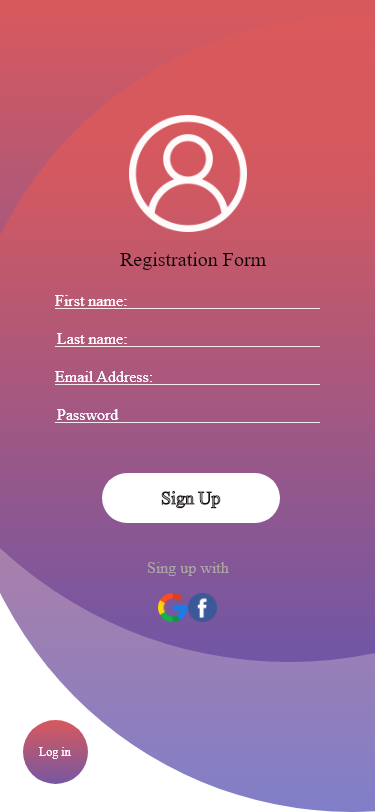 Registration Form
First name:
Last name:
Email Address:
Password
Sign Up
Sing up with
Log in